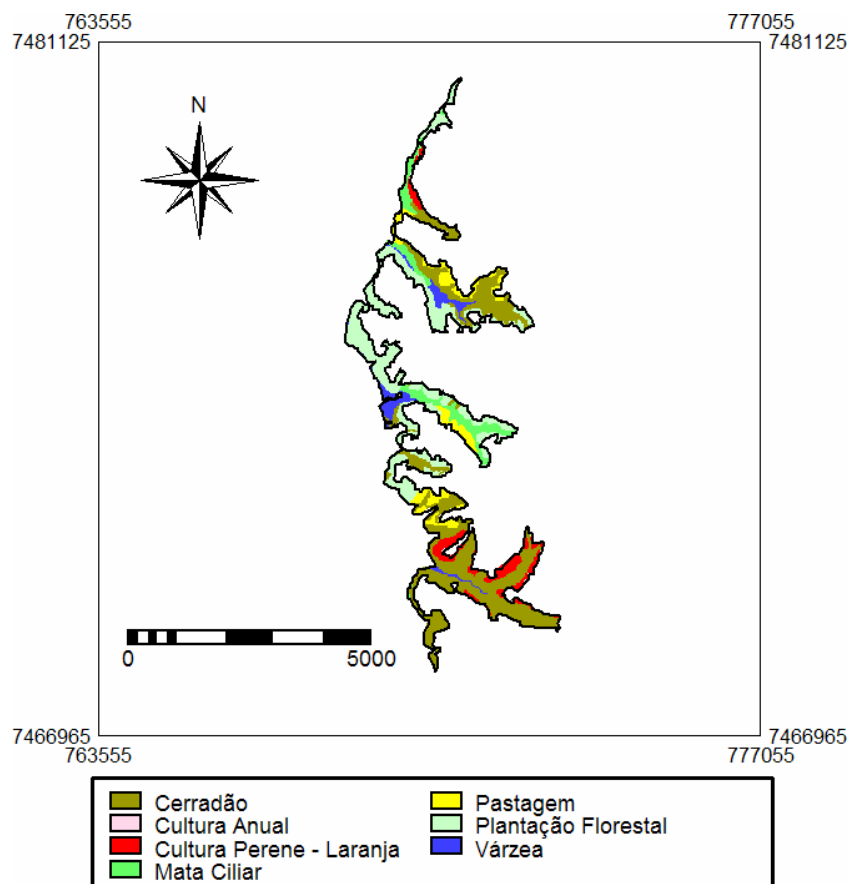 763555 777055
7481125 7481125
N
0 5000
7466965 7466965
763555 777055
Cerradão Pastagem
Cultura Anual Plantação Florestal
Cultura Perene - Laranja Várzea
Mata Ciliar